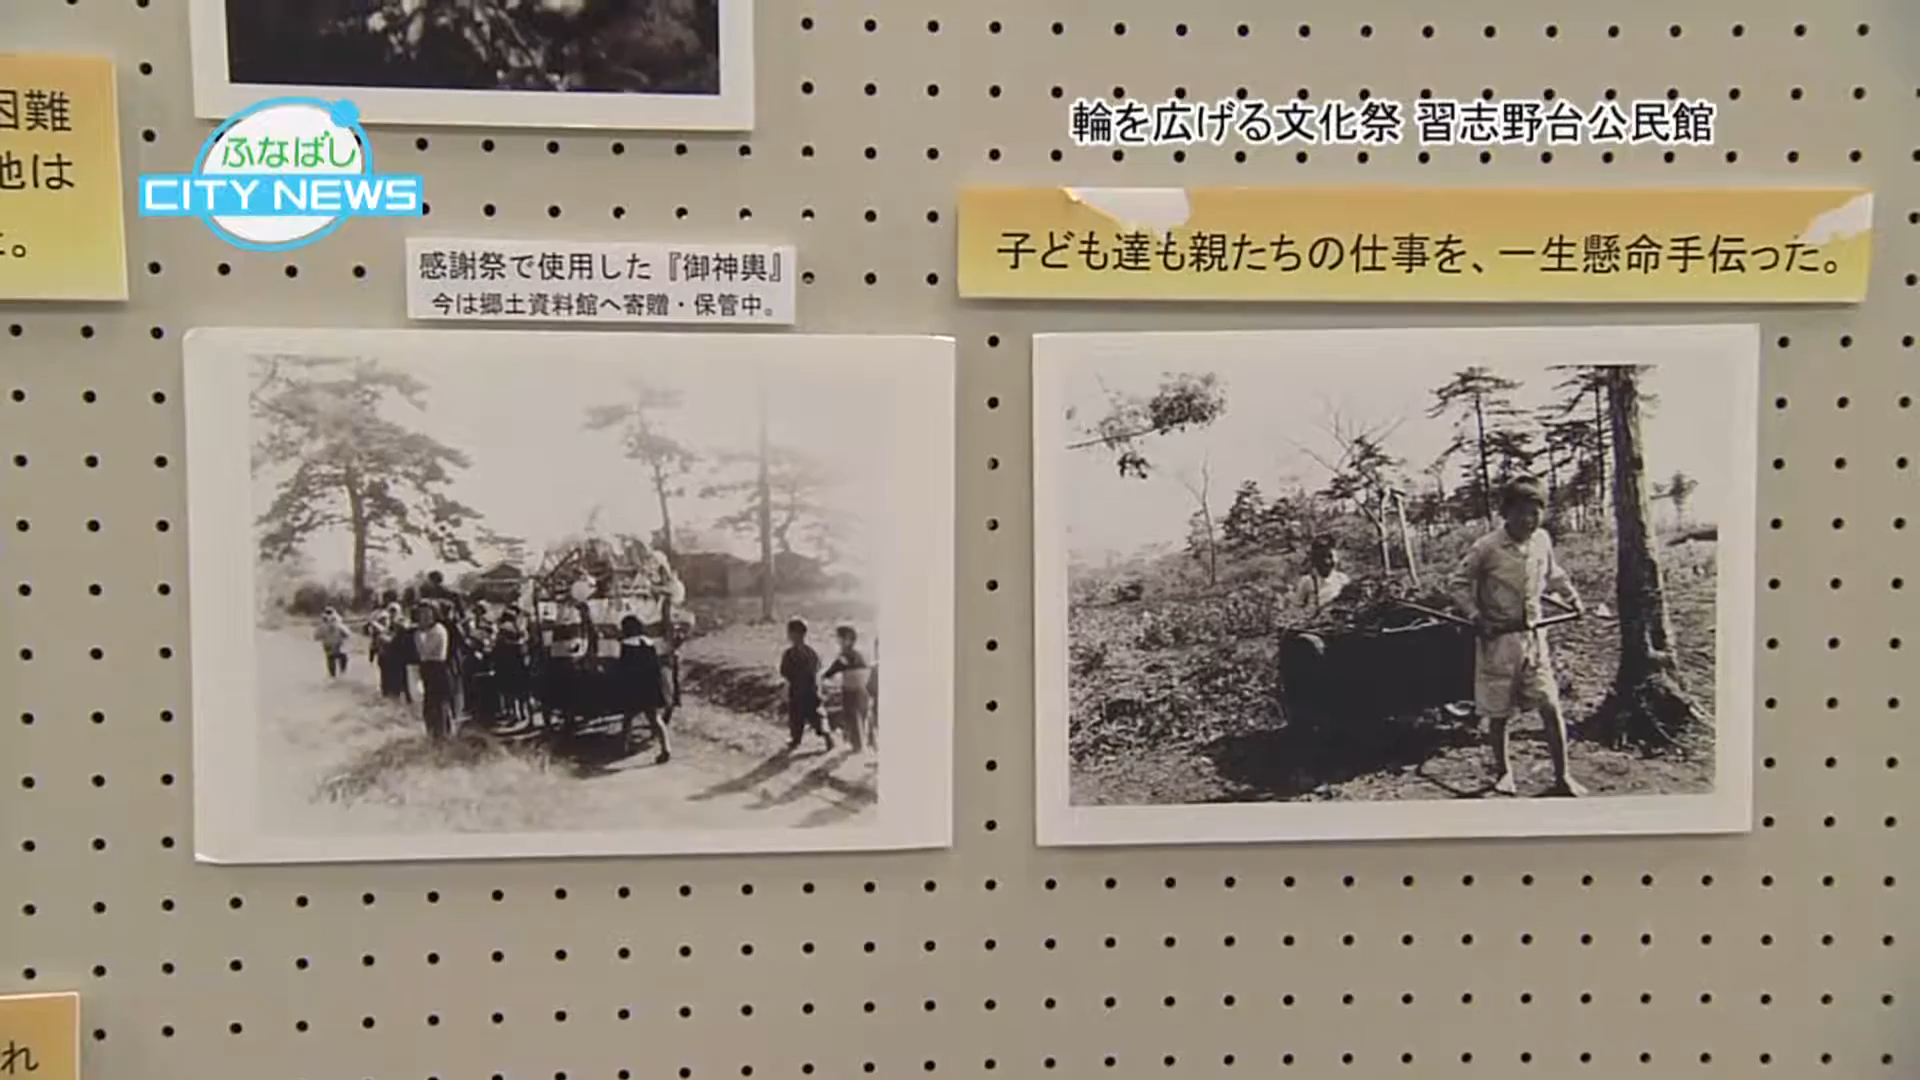 困難
地は
た。
ふなばし
CITY NEWS
輪を広げる文化祭 習志野台公民館
感謝祭で使用した『御神輿』
今は郷土資料館へ寄贈・保管中。
子ども達も親たちの仕事を、一生懸命手伝った。
れ